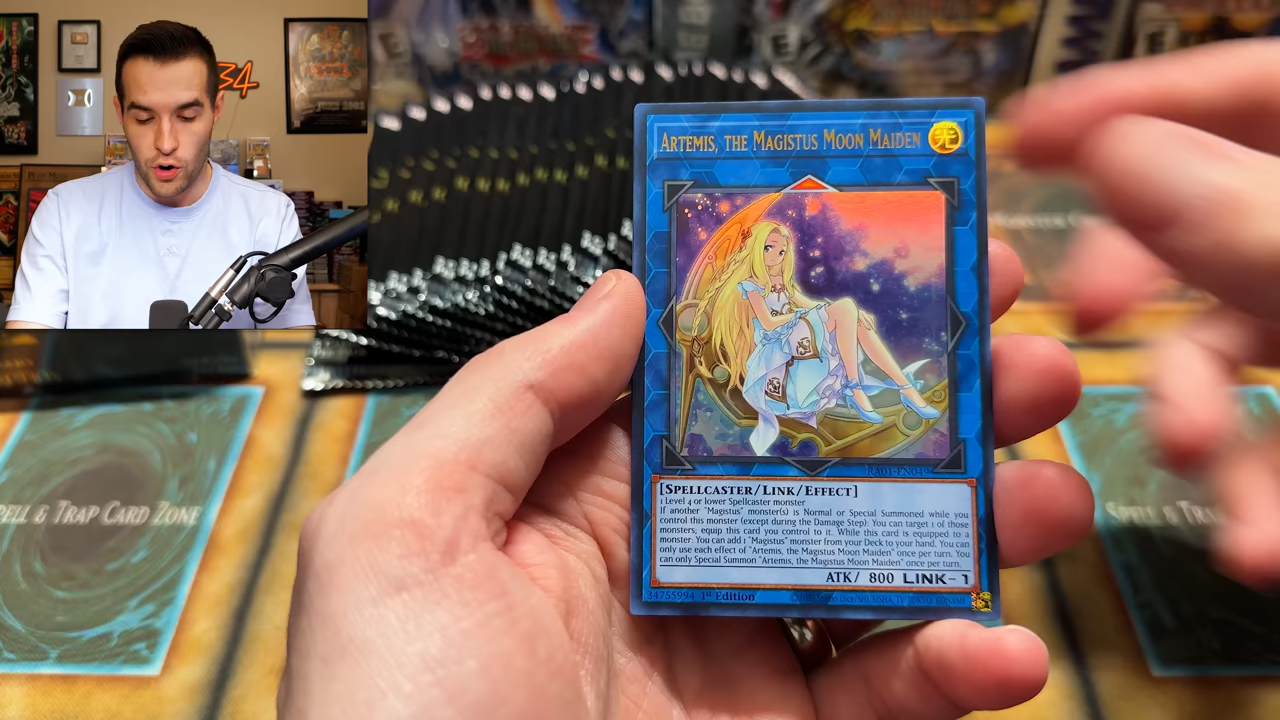 34
ARTEMIS, THE MAGISTUS MOON MAIDEN
光
RA01-EN049
[SPELLCASTER/LINK/EFFECT]
1 Level 4 or lower Spellcaster monster
If another "Magistus" monster(s) is Normal or Special Summoned while you
control this monster (except during the Damage Step): You can target 1 of those
monsters; equip this card you control to it. While this card is equipped to a
monster: You can add 1 "Magistus" monster from your Deck to your hand. You can
only use each effect of "Artemis, the Magistus Moon Maiden" once per turn. You
can only Special Summon "Artemis, the Magistus Moon Maiden" once per turn.
ATK/ 800 LINK-1
34755994 1st Edition
SPELL & TRAP CARD ZONE
SPELL & TRA